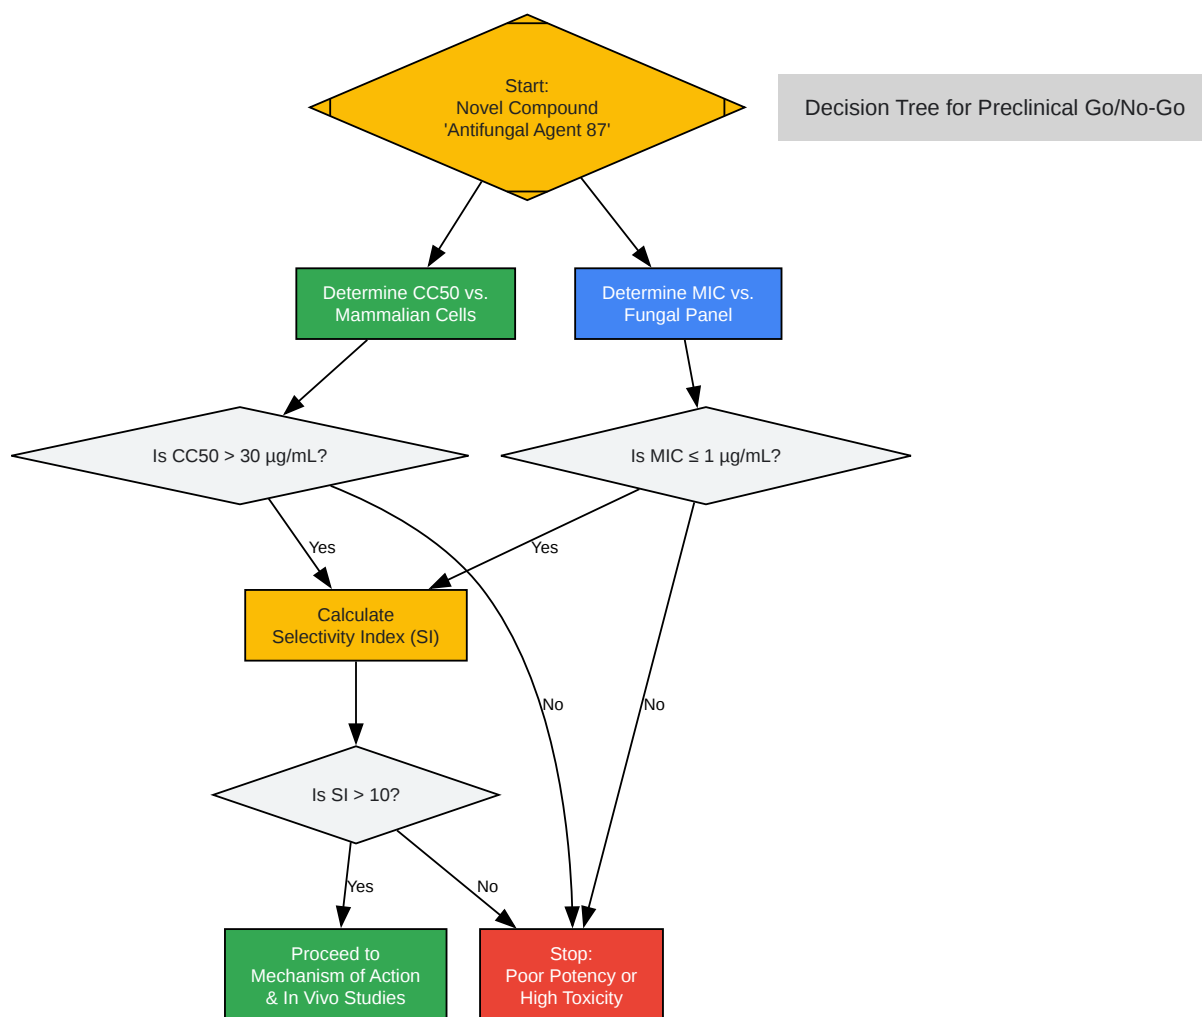 Start:
Novel Compound
'Antifungal Agent 87'
Decision Tree for Preclinical Go/No-Go
Determine CC50 vs.
Mammalian Cells
Determine MIC vs.
Fungal Panel
Is CC50 > 30 µg/mL?
Is MIC ≤ 1 µg/mL?
Yes
Yes
Calculate
Selectivity Index (SI)
No
No
Is SI > 10?
Yes
No
Proceed to
Mechanism of Action
& In Vivo Studies
Stop:
Poor Potency or
High Toxicity